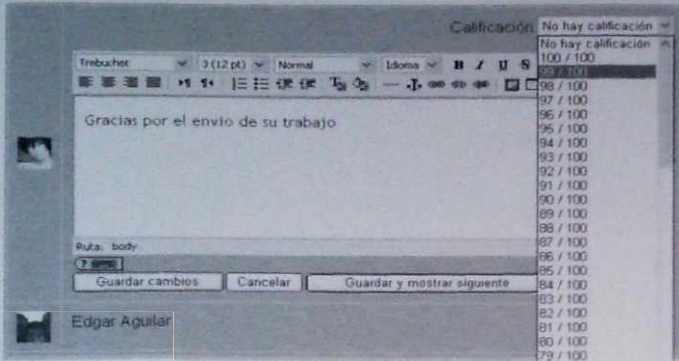 Calificación No hay calificación
No hay calificación
100 / 100
99 / 100
98 / 100
97 / 100
96 / 100
95 / 100
94 / 100
93 / 100
92 / 100
91 / 100
90 / 100
89 / 100
88 / 100
87 / 100
86 / 100
85 / 100
84 / 100
83 / 100
82 / 100
81 / 100
80 / 100
79 / 100
Trebuchet 3 (12 pt) Normal Idioma B I U S
Gracias por el envio de su trabajo
Ruta: body
Guardar cambios Cancelar Guardar y mostrar siguiente
Edgar Aguilar